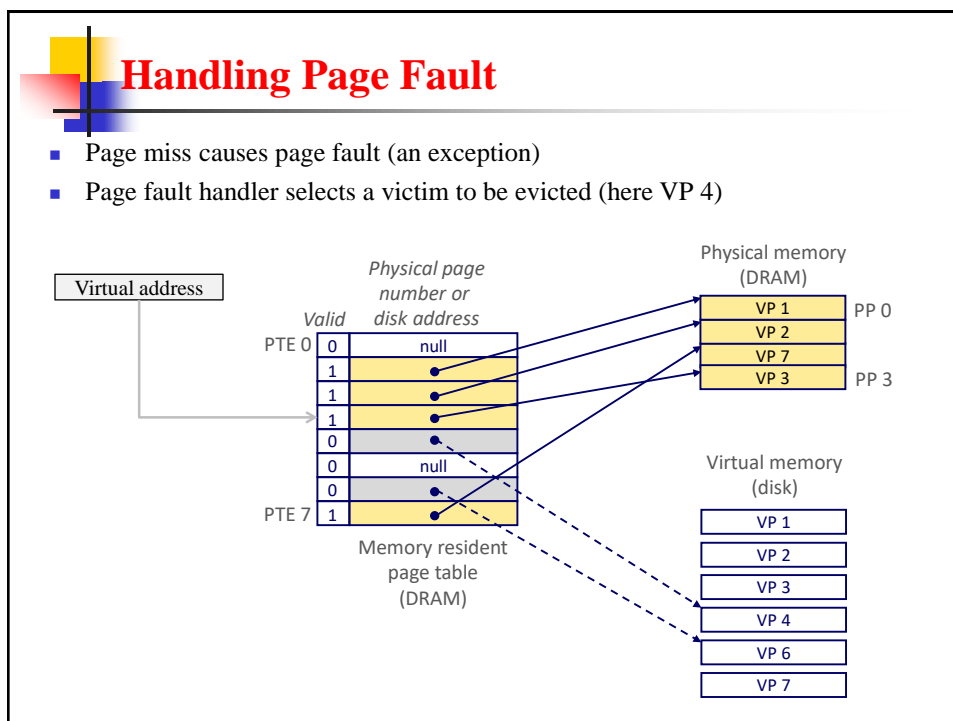 Handling Page Fault
Page miss causes page fault (an exception)
Page fault handler selects a victim to be evicted (here VP 4)
Virtual address
Physical page
number or
disk address
Valid
PTE 0
0
null
1
1
1
0
0
null
0
PTE 7
1
Memory resident
page table
(DRAM)
Physical memory
(DRAM)
VP 1
PP 0
VP 2
VP 7
VP 3
PP 3
Virtual memory
(disk)
VP 1
VP 2
VP 3
VP 4
VP 6
VP 7